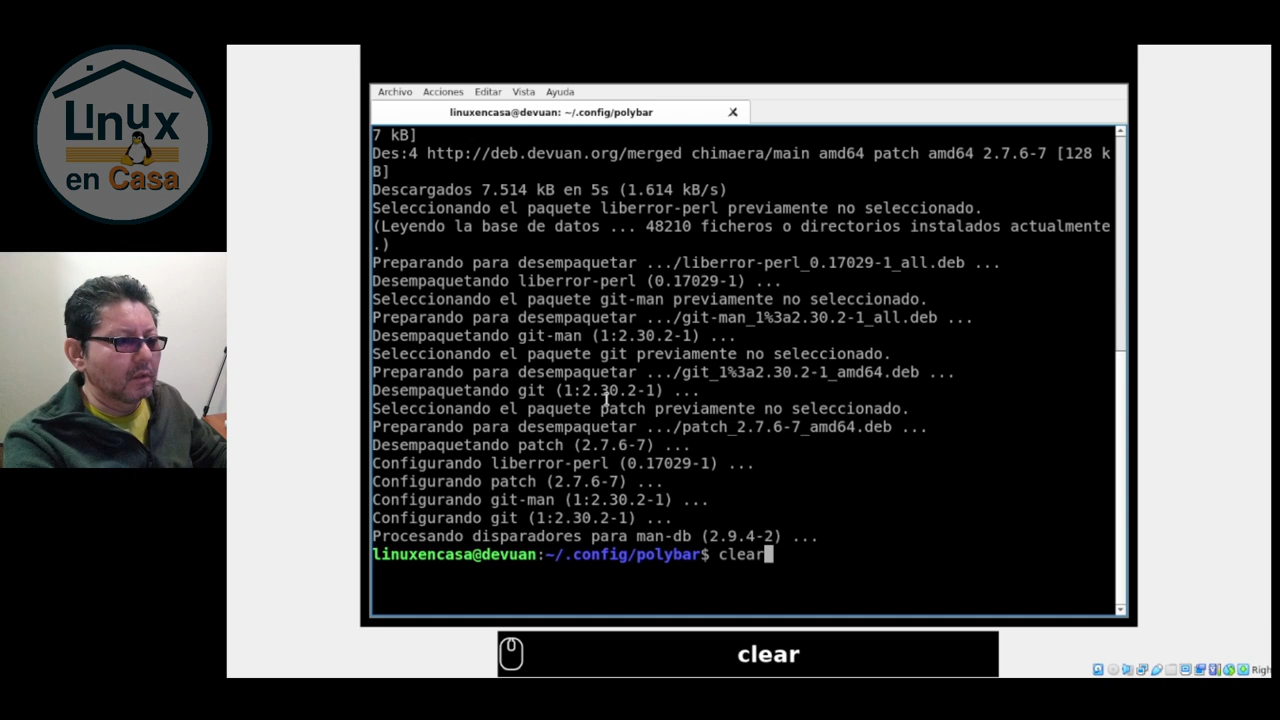 Linux
en Casa
Archivo Acciones Editar Vista Ayuda
linuxencasa@devuan: ~/.config/polybar
7 kB]
Des:4 http://deb.devuan.org/merged chimaera/main amd64 patch amd64 2.7.6-7 [128 k
B]
Descargados 7.514 kB en 5s (1.614 kB/s)
Seleccionando el paquete liberror-perl previamente no seleccionado.
(Leyendo la base de datos ... 48210 ficheros o directorios instalados actualmente
.)
Preparando para desempaquetar .../liberror-perl_0.17029-1_all.deb ...
Desempaquetando liberror-perl (0.17029-1) ...
Seleccionando el paquete git-man previamente no seleccionado.
Preparando para desempaquetar .../git-man_1%3a2.30.2-1_all.deb ...
Desempaquetando git-man (1:2.30.2-1) ...
Seleccionando el paquete git previamente no seleccionado.
Preparando para desempaquetar .../git_1%3a2.30.2-1_amd64.deb ...
Desempaquetando git (1:2.30.2-1) ...
Seleccionando el paquete patch previamente no seleccionado.
Preparando para desempaquetar .../patch_2.7.6-7_amd64.deb ...
Desempaquetando patch (2.7.6-7) ...
Configurando liberror-perl (0.17029-1) ...
Configurando patch (2.7.6-7) ...
Configurando git-man (1:2.30.2-1) ...
Configurando git (1:2.30.2-1) ...
Procesando disparadores para man-db (2.9.4-2) ...
linuxencasa@devuan:~/.config/polybar$ clear
clear
Righ